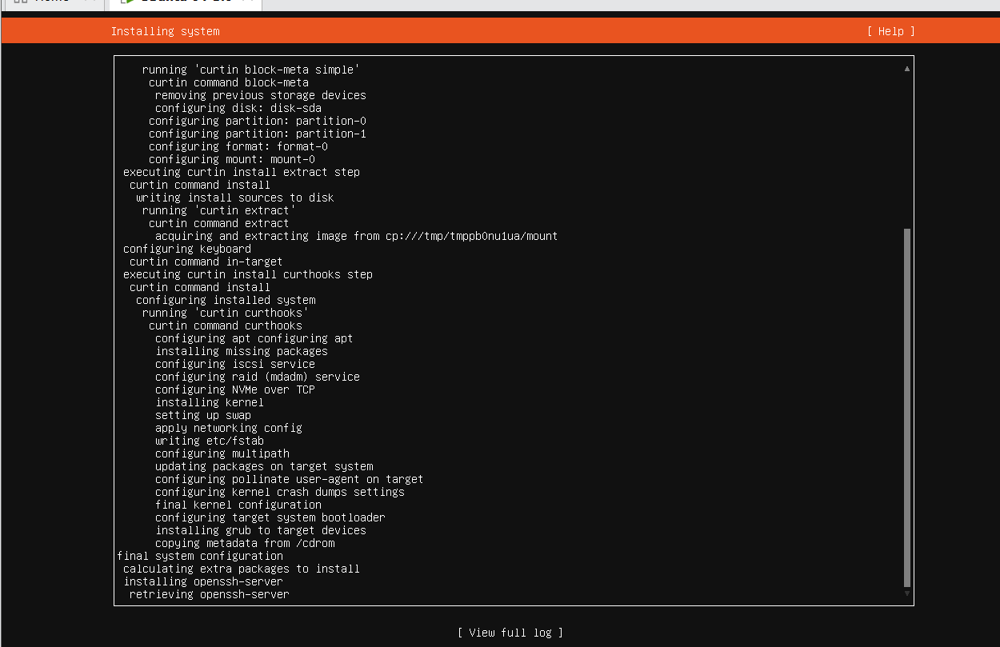 Installing system
[ Help ]
running 'curtin block-meta simple'
curtin command block-meta
removing previous storage devices
configuring disk: disk-sda
configuring partition: partition-0
configuring partition: partition-1
configuring format: format-0
configuring mount: mount-0
executing curtin install extract step
curtin command install
writing install sources to disk
running 'curtin extract'
curtin command extract
acquiring and extracting image from cp:///tmp/tmppb0nu1ua/mount
configuring keyboard
curtin command in-target
executing curtin install curthooks step
curtin command install
configuring installed system
running 'curtin curthooks'
curtin command curthooks
configuring apt configuring apt
installing missing packages
configuring iscsi service
configuring raid (mdadm) service
configuring NVMe over TCP
installing kernel
setting up swap
apply networking config
writing etc/fstab
configuring multipath
updating packages on target system
configuring pollinate user-agent on target
configuring kernel crash dumps settings
final kernel configuration
configuring target system bootloader
installing grub to target devices
copying metadata from /cdrom
final system configuration
calculating extra packages to install
installing openssh-server
retrieving openssh-server
[ View full log ]